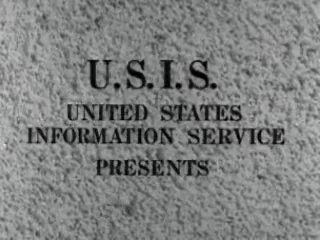 U.S.I.S.
UNITED STATES
INFORMATION SERVICE
PRESENTS